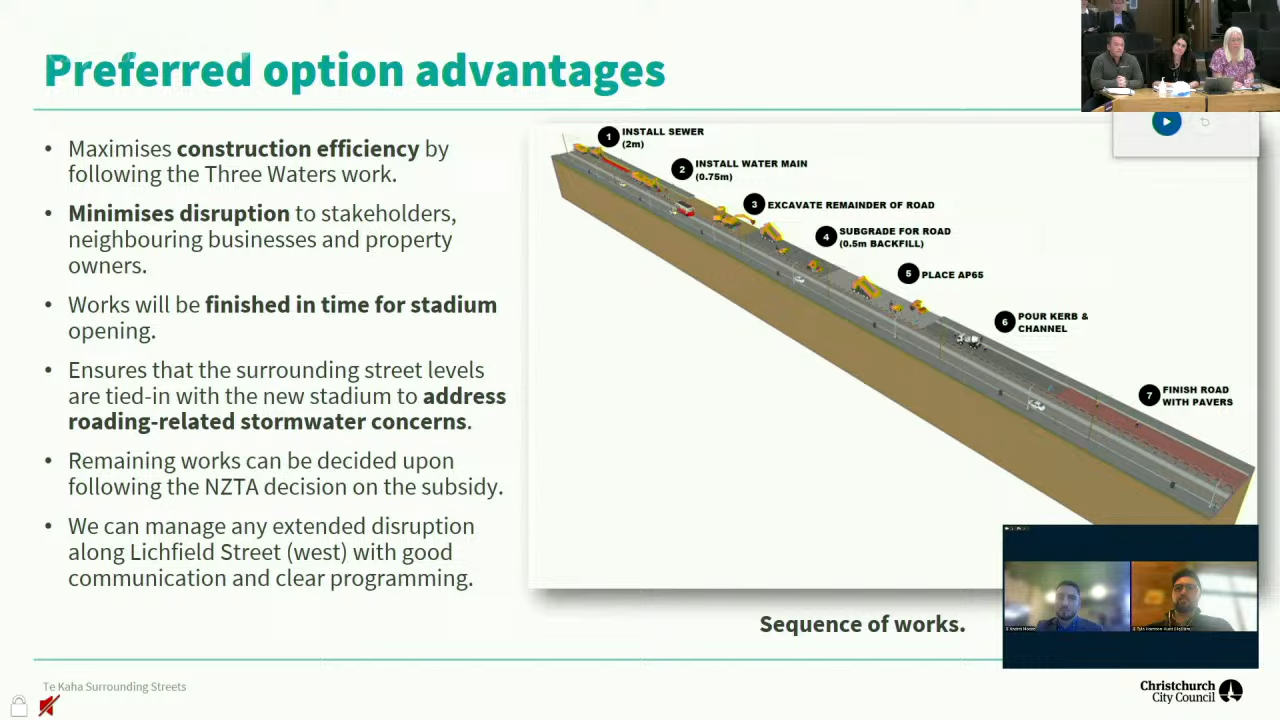 Preferred option advantages
• Maximises construction efficiency by
following the Three Waters work.
• Minimises disruption to stakeholders,
neighbouring businesses and property
owners.
• Works will be finished in time for stadium
opening.
• Ensures that the surrounding street levels
are tied-in with the new stadium to address
roading-related stormwater concerns.
• Remaining works can be decided upon
following the NZTA decision on the subsidy.
• We can manage any extended disruption
along Lichfield Street (west) with good
communication and clear programming.
1 INSTALL SEWER
(2m)
2 INSTALL WATER MAIN
(0.75m)
3 EXCAVATE REMAINDER OF ROAD
4 SUBGRADE FOR ROAD
(0.5m BACKFILL)
5 PLACE AP65
6 POUR KERB &
CHANNEL
7 FINISH ROAD
WITH PAVERS
Sequence of works.
Te Kaha Surrounding Streets
Christchurch
City Council